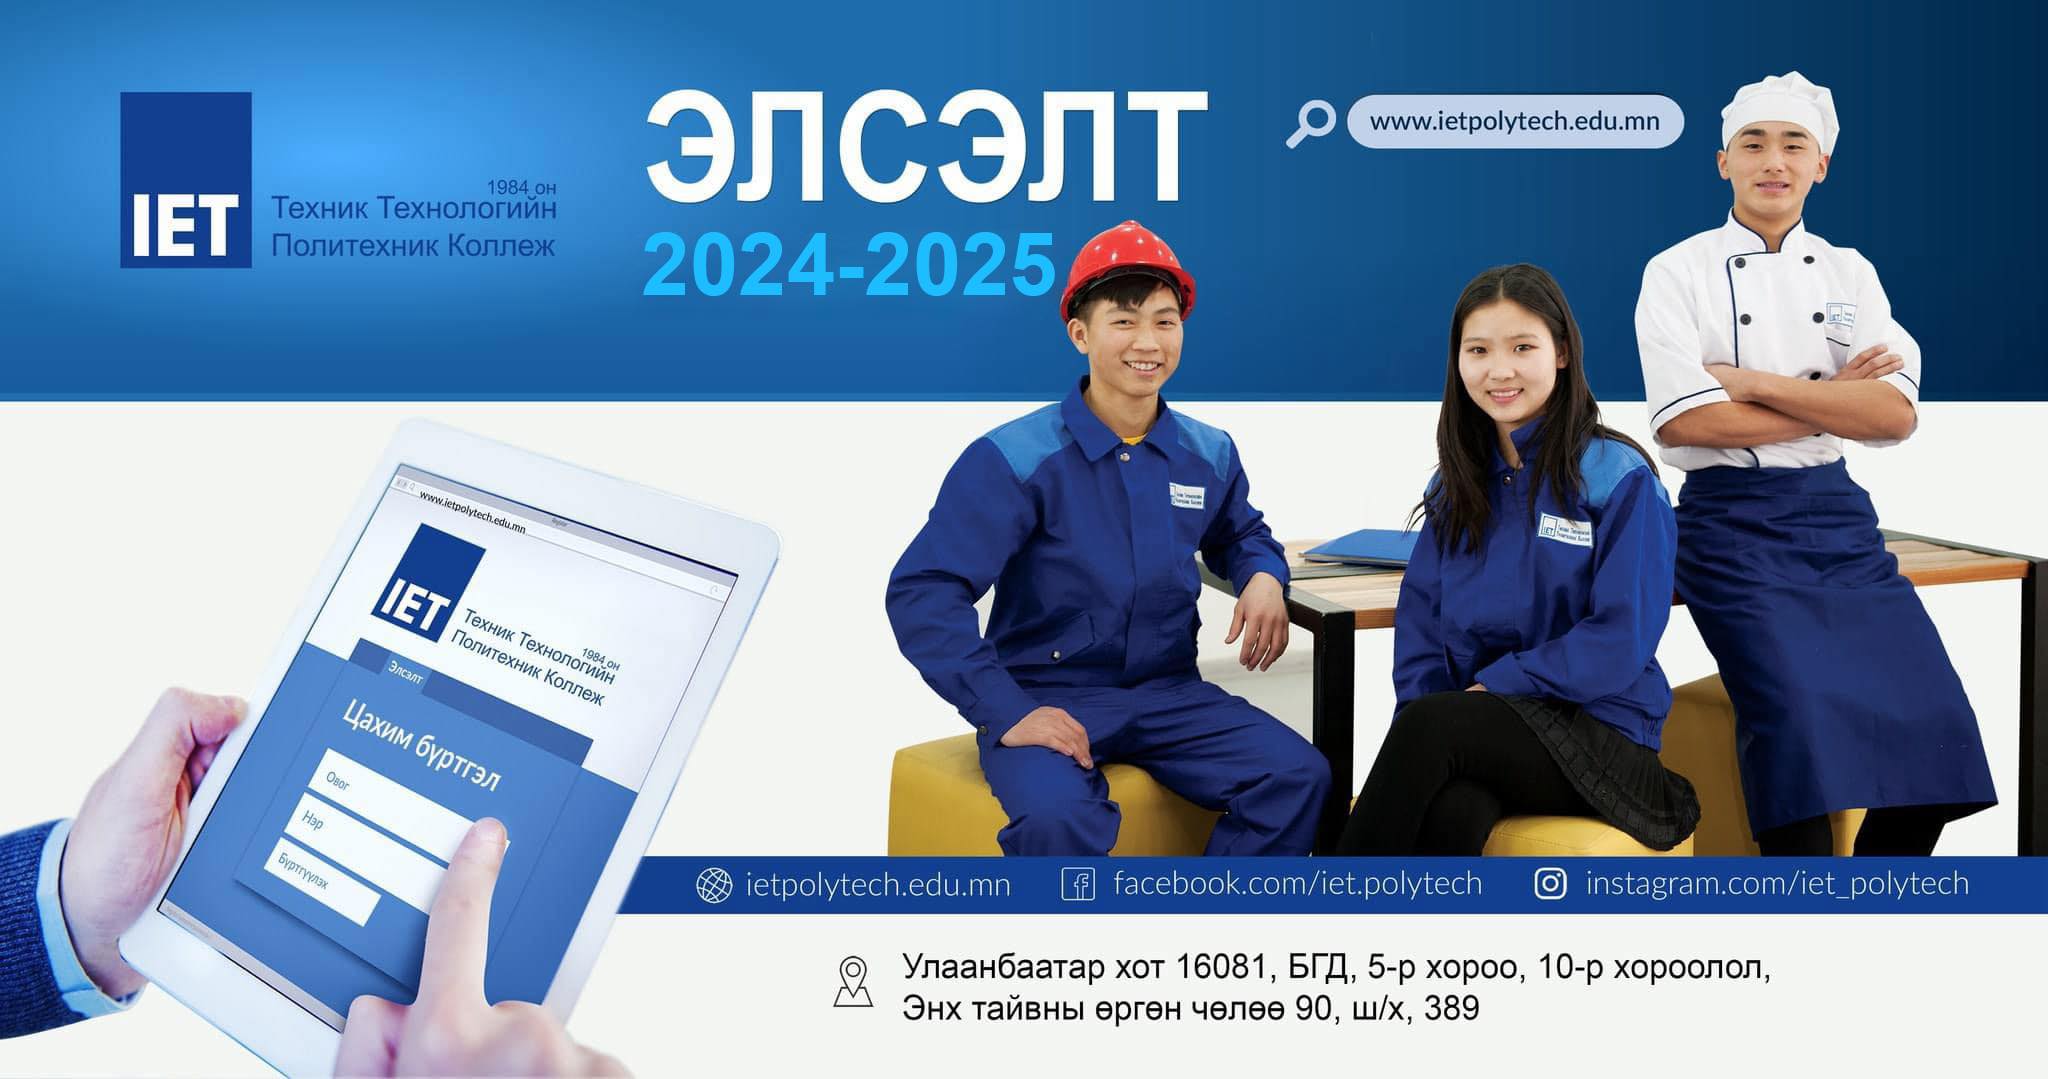 ЭЛСЭЛТ
2024-2025
www.ietpolytech.edu.mn
IET
1984 он
Техник Технологийн
Политехник Коллеж
www.ietpolytech.edu.mn
IET
1984 он
Техник Технологийн
Политехник Коллеж
Элсэлт
Цахим бүртгэл
Овог
Нэр
Бүртгүүлэх
IET
IET
ietpolytech.edu.mn
facebook.com/iet.polytech
instagram.com/iet_polytech
Улаанбаатар хот 16081, БГД, 5-р хороо, 10-р хороолол,
Энх тайвны өргөн чөлөө 90, ш/х, 389